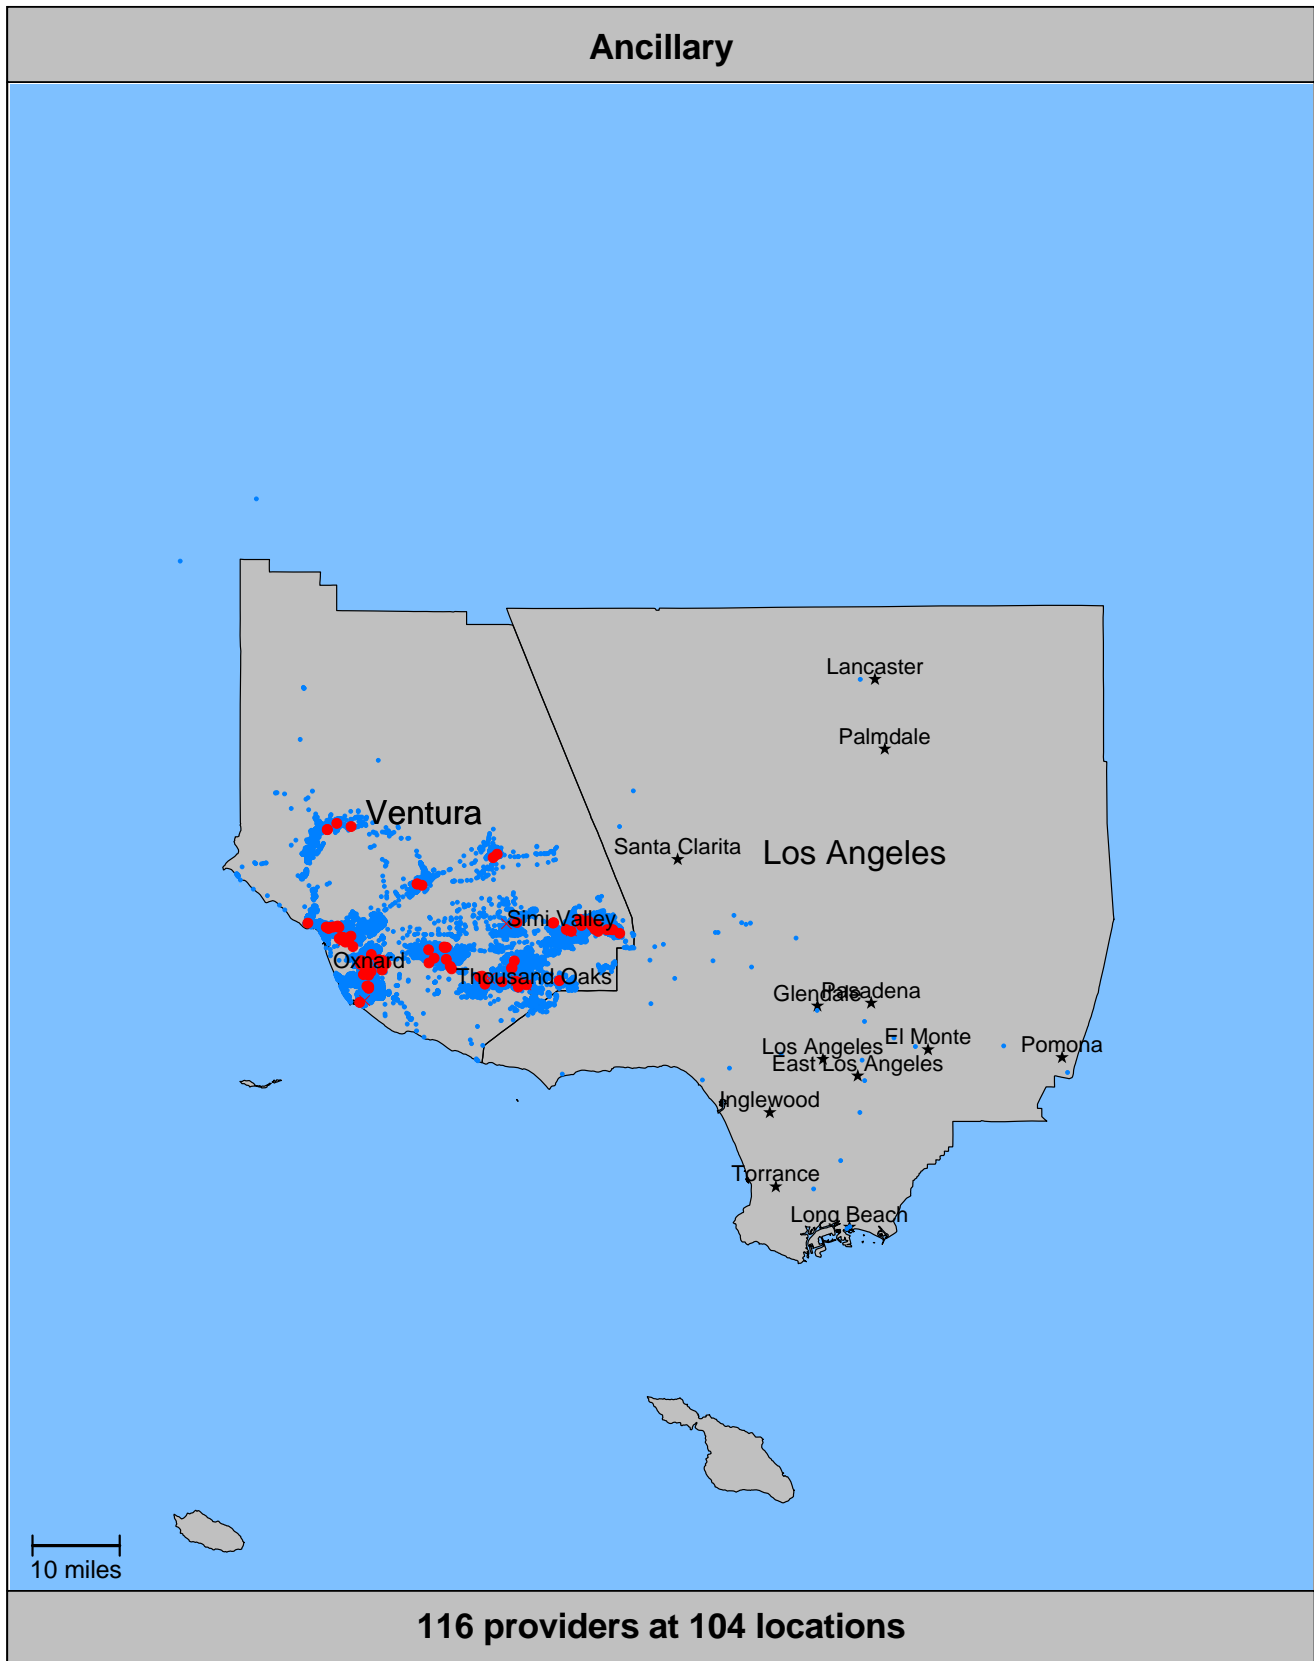 Ancillary
Lancaster
Palmdale
Ventura
Santa Clarita
Los Angeles
Simi Valley
Oxnard
Thousand Oaks
Glendale
Pasadena
El Monte
Los Angeles
Pomona
East Los Angeles
Inglewood
Torrance
Long Beach
10 miles
116 providers at 104 locations